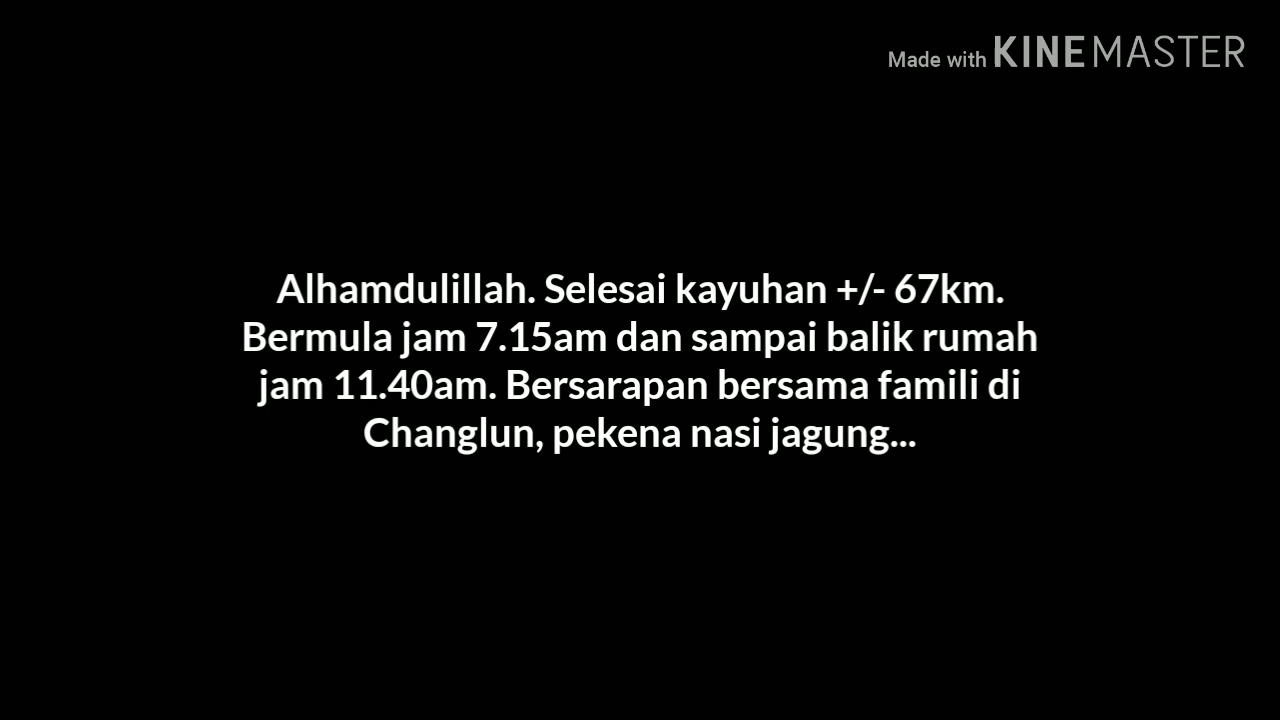 Made with KINEMASTER
Alhamdulillah. Selesai kayuhan +/- 67km.
Bermula jam 7.15am dan sampai balik rumah
jam 11.40am. Bersarapan bersama famili di
Changlun, pekena nasi jagung...